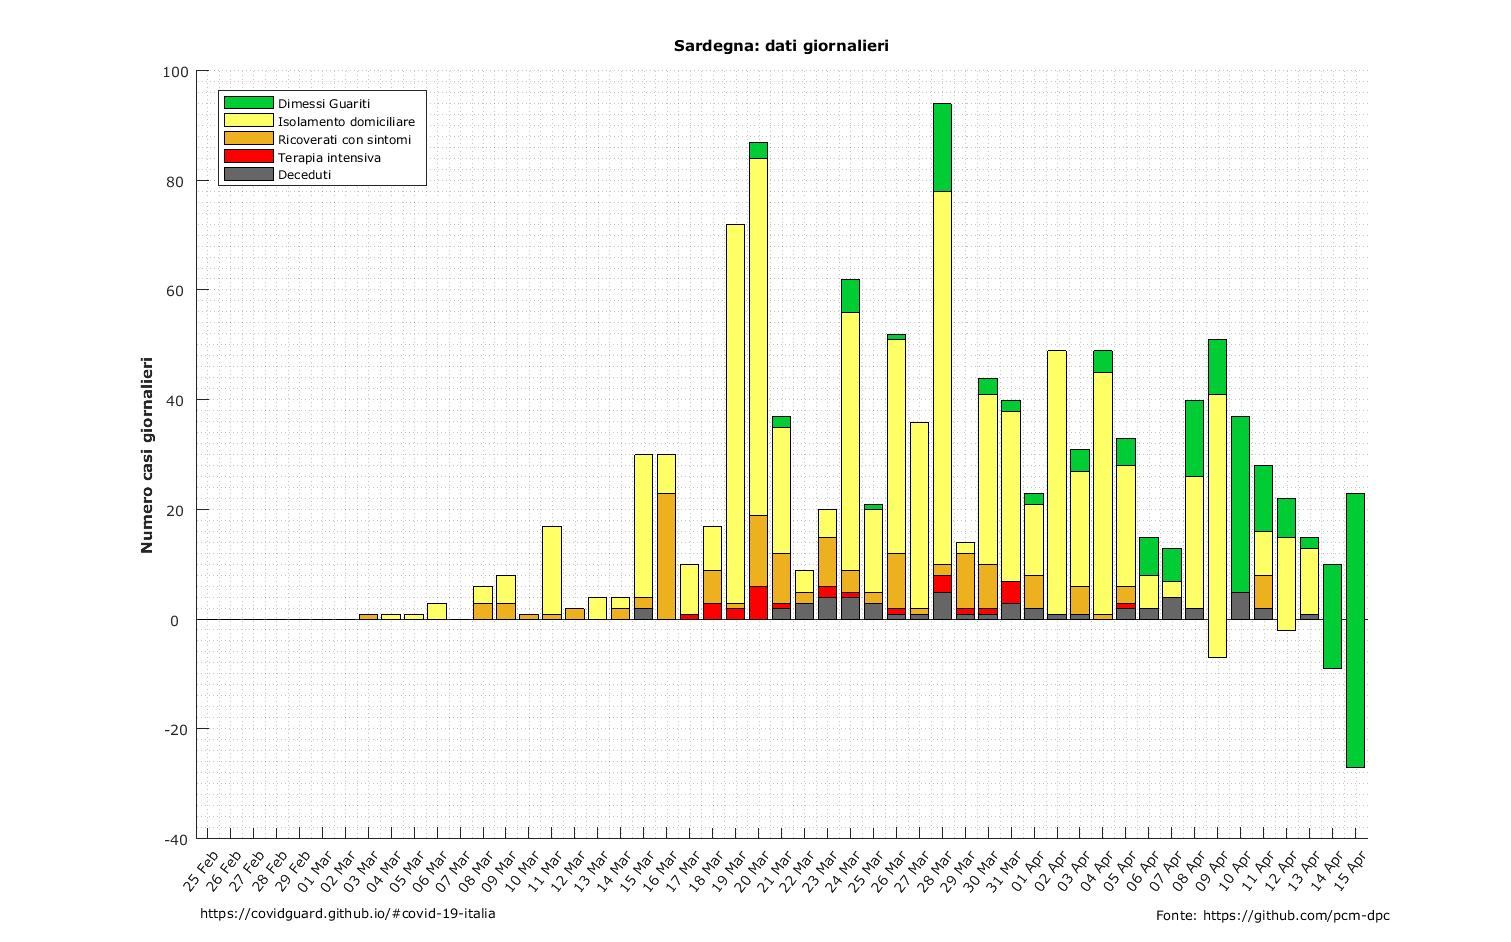 Sardegna: dati giornalieri
Dimessi Guariti
Isolamento domiciliare
Ricoverati con sintomi
Terapia intensiva
Deceduti
Numero casi giornalieri
100
80
60
40
20
0
-20
-40
25 Feb
26 Feb
27 Feb
28 Feb
29 Feb
01 Mar
02 Mar
03 Mar
04 Mar
05 Mar
06 Mar
07 Mar
08 Mar
09 Mar
10 Mar
11 Mar
12 Mar
13 Mar
14 Mar
15 Mar
16 Mar
17 Mar
18 Mar
19 Mar
20 Mar
21 Mar
22 Mar
23 Mar
24 Mar
25 Mar
26 Mar
27 Mar
28 Mar
29 Mar
30 Mar
31 Mar
01 Apr
02 Apr
03 Apr
04 Apr
05 Apr
06 Apr
07 Apr
08 Apr
09 Apr
10 Apr
11 Apr
12 Apr
13 Apr
14 Apr
15 Apr
https://covidguard.github.io/#covid-19-italia
Fonte: https://github.com/pcm-dpc